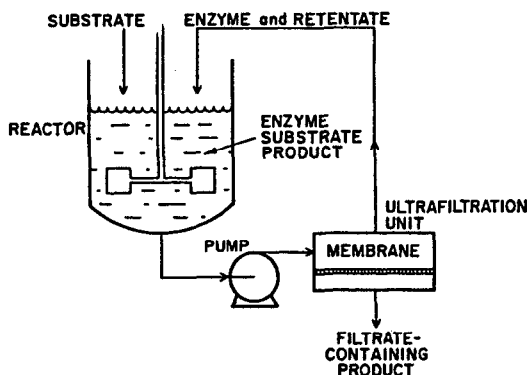 SUBSTRATE
ENZYME and RETENTATE
REACTOR
ENZYME
SUBSTRATE
PRODUCT
ULTRAFILTRATION
UNIT
PUMP
MEMBRANE
FILTRATE-
CONTAINING
PRODUCT